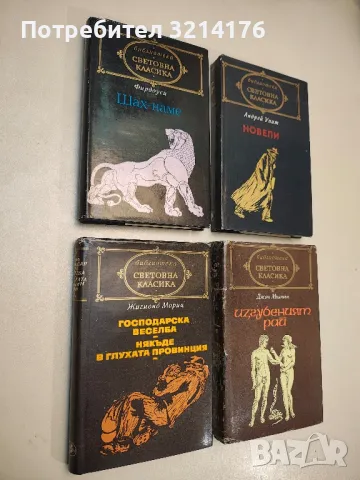 Потребител 3214176
библиотека
СВЕТОВНА
КЛАСИКА
Фирдоуси
Шах-наме
библиотека
СВЕТОВНА
КЛАСИКА
Андрей Упит
НОВЕЛИ
библиотека
СВЕТОВНА
КЛАСИКА
Жигмонд Мориц
ГОСПОДАРСКА
ВЕСЕЛБА
НЯКЪДЕ
В ГЛУХАТА ПРОВИНЦИЯ
библиотека
СВЕТОВНА
КЛАСИКА
Джон Милтън
изгубеният
рай
BAZAR